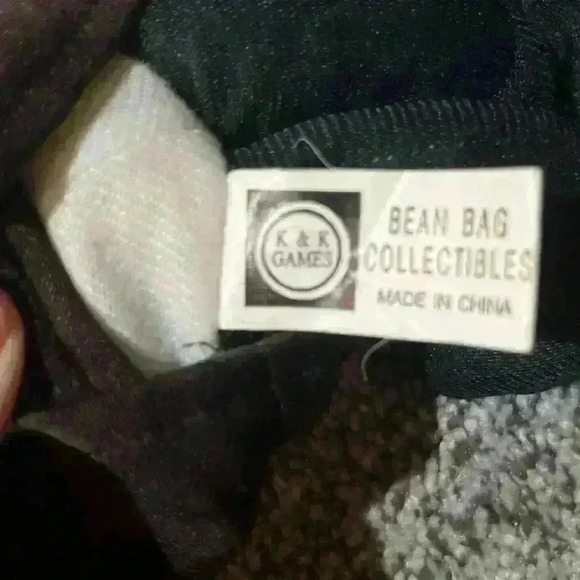 K & K
GAMES
BEAN BAG
COLLECTIBLES
MADE IN CHINA